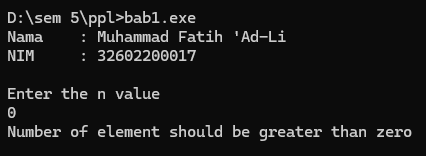 D:\sem 5\ppl>bab1.exe
Nama    : Muhammad Fatih 'Ad-Li
NIM     : 32602200017
Enter the n value
0
Number of element should be greater than zero